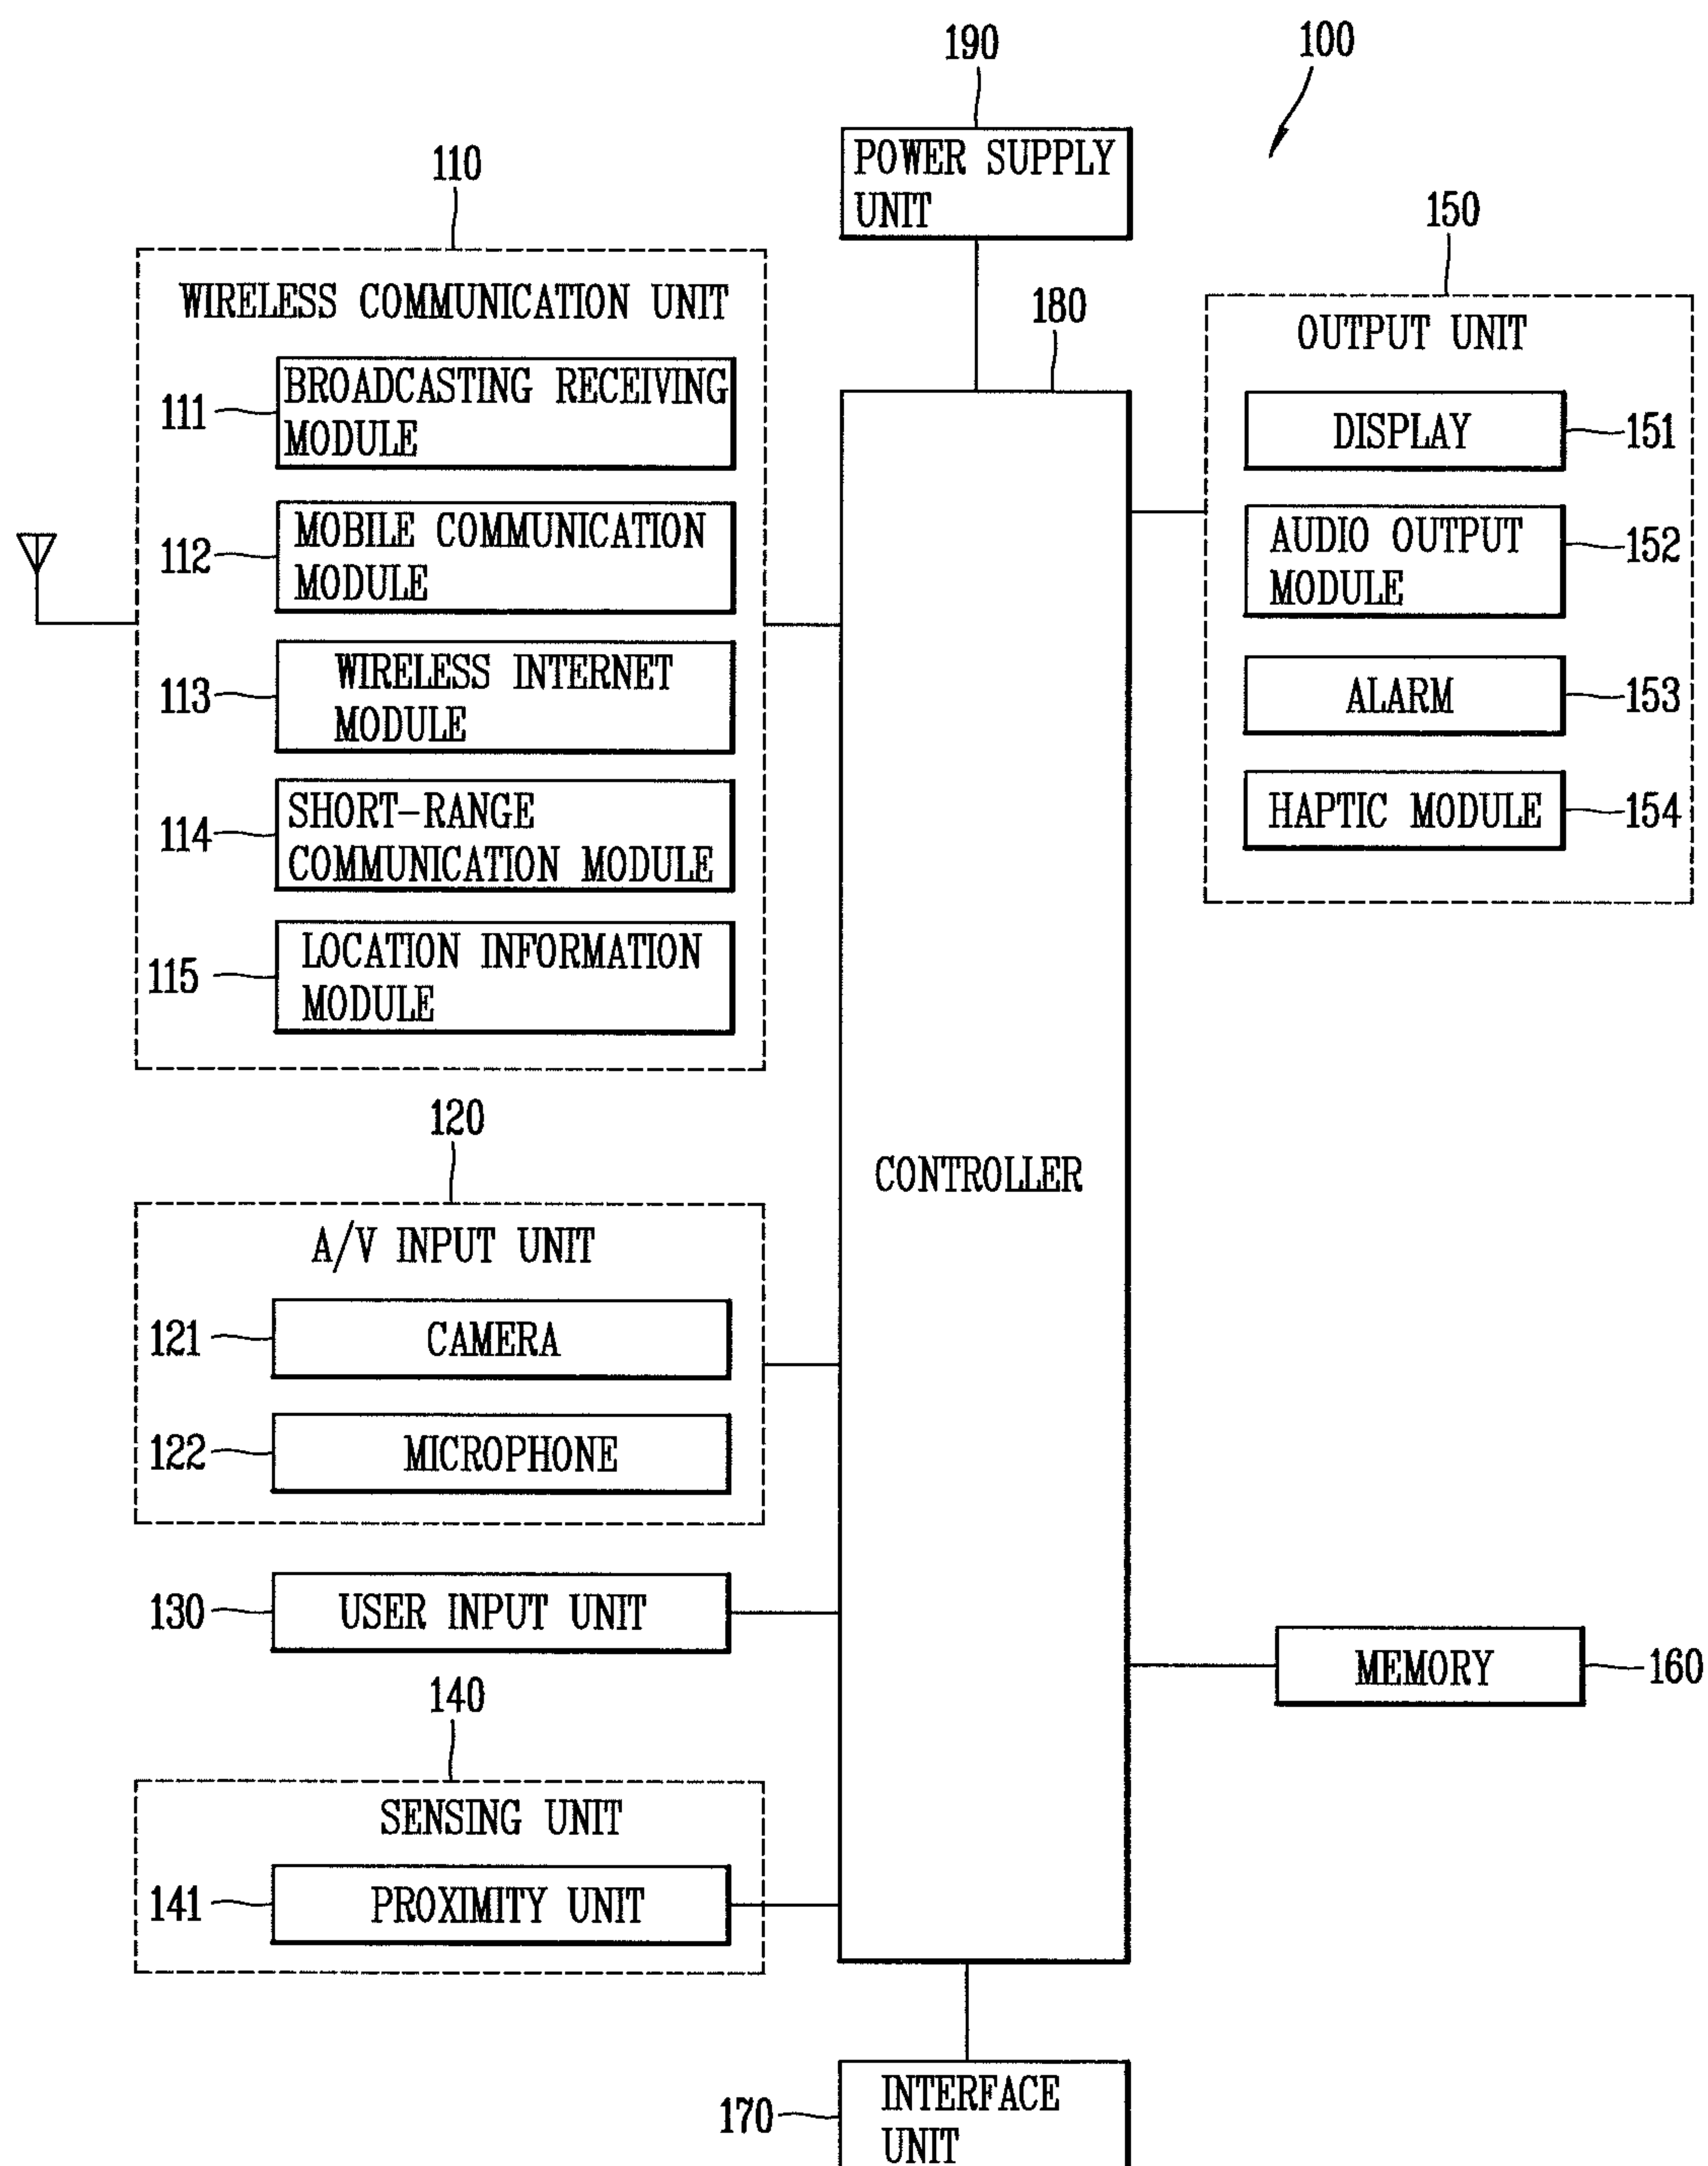 190
100
POWER SUPPLY
UNIT
110
WIRELESS COMMUNICATION UNIT
111
BROADCASTING RECEIVING
MODULE
112
MOBILE COMMUNICATION
MODULE
113
WIRELESS INTERNET
MODULE
114
SHORT-RANGE
COMMUNICATION MODULE
115
LOCATION INFORMATION
MODULE
120
A/V INPUT UNIT
121
CAMERA
122
MICROPHONE
130
USER INPUT UNIT
140
SENSING UNIT
141
PROXIMITY UNIT
180
CONTROLLER
150
OUTPUT UNIT
DISPLAY
151
AUDIO OUTPUT
MODULE
152
ALARM
153
HAPTIC MODULE
154
MEMORY
160
170
INTERFACE
UNIT